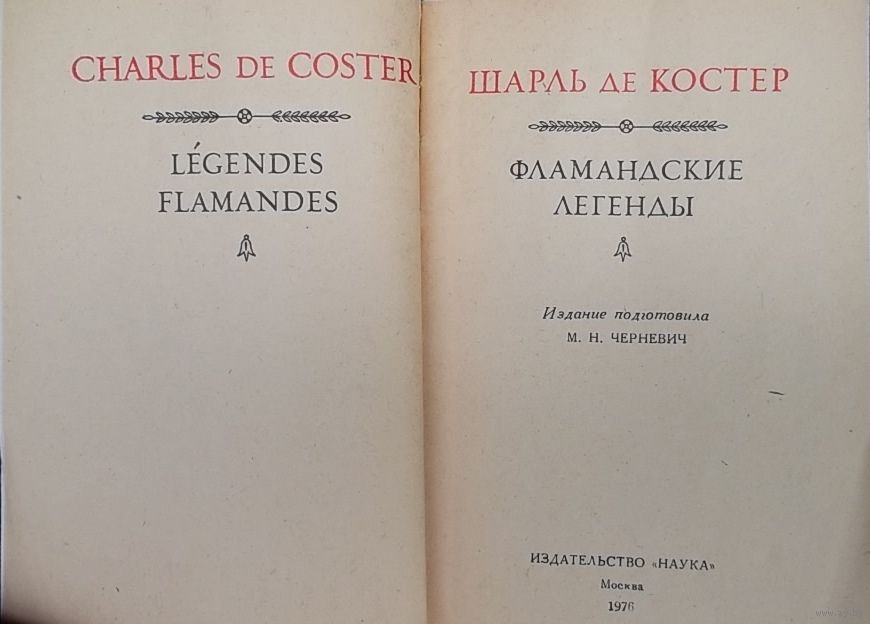 CHARLES DE COSTER
LÉGENDES
FLAMANDES
ШАРЛЬ ДЕ КОСТЕР
ФЛАМАНДСКИЕ
ЛЕГЕНДЫ
Издание подготовила
М. Н. ЧЕРНЕВИЧ
ИЗДАТЕЛЬСТВО «НАУКА»
Москва
1976